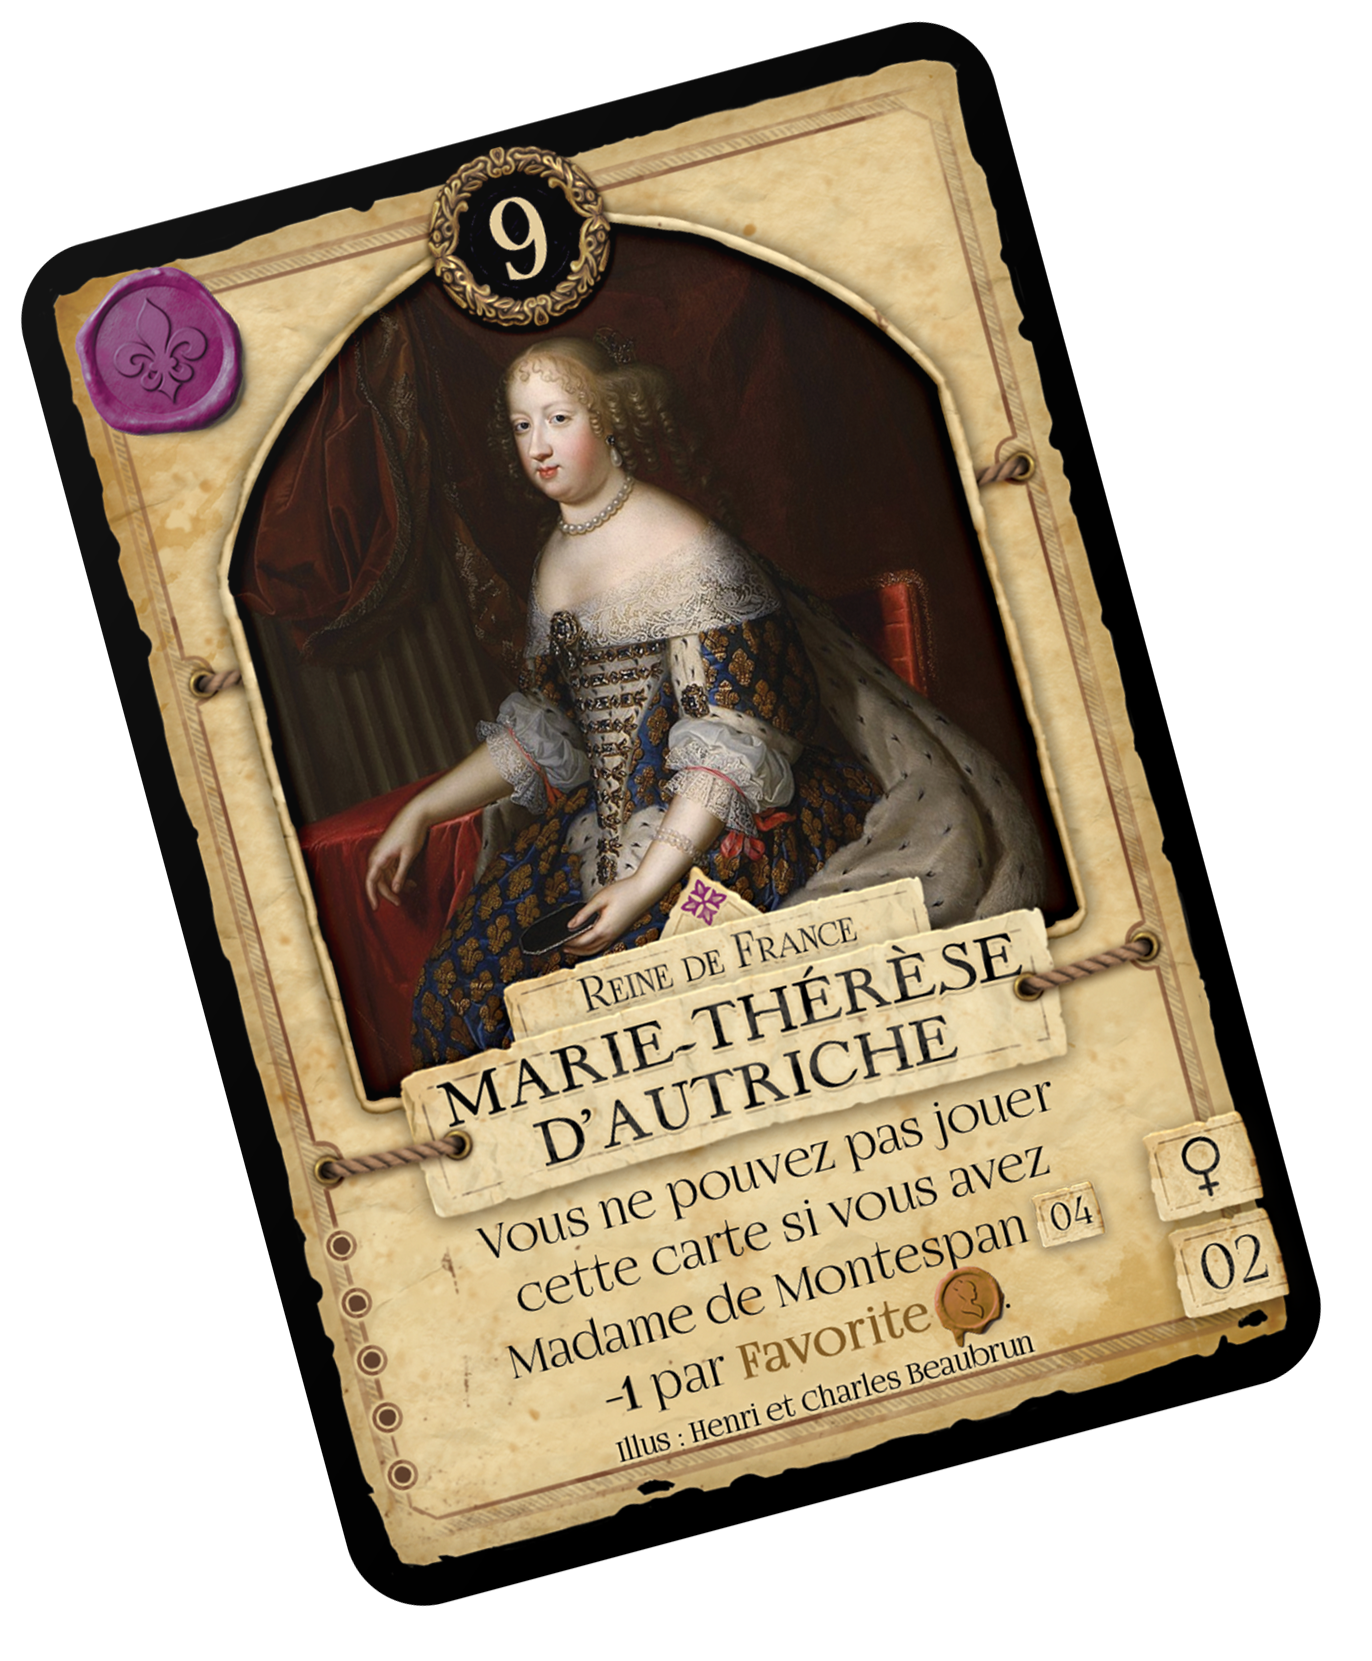 9
REINE DE FRANCE
MARIE-THÉRÈSE
D'AUTRICHE
Vous ne pouvez pas jouer
cette carte si vous avez
Madame de Montespan 04
-1 par Favorite .
Illus : Henri et Charles Beaubrun
♀
02